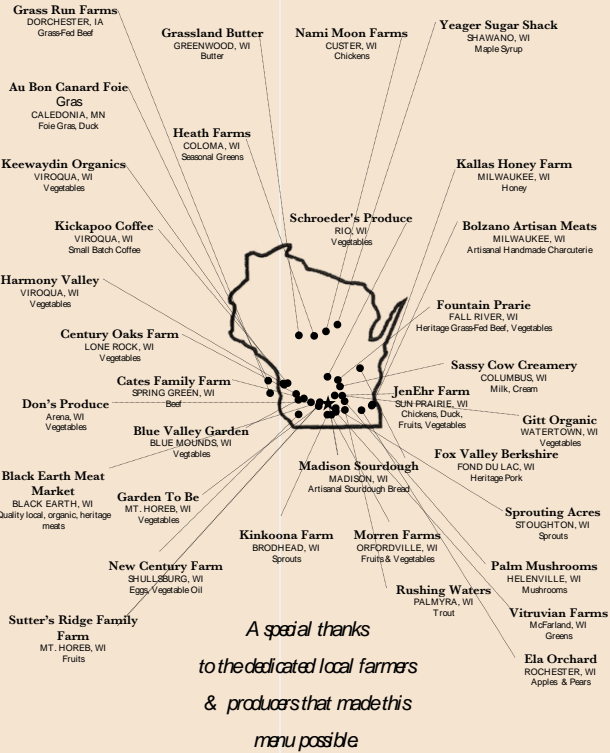 Grass Run Farms
DORCHESTER, IA
Grass-Fed Beef
Grassland Butter
GREENWOOD, WI
Butter
Nami Moon Farms
CUSTER, WI
Chickens
Yeager Sugar Shack
SHAWANO, WI
Maple Syrup
Au Bon Canard Foie
Gras
CALEDONIA, MN
Foie Gras, Duck
Heath Farms
COLOMA, WI
Seasonal Greens
Keewaydin Organics
VIROQUA, WI
Vegetables
Kallas Honey Farm
MILWAUKEE, WI
Honey
Kickapoo Coffee
VIROQUA, WI
Small Batch Coffee
Schroeder's Produce
RIO, WI
Vegetables
Bolzano Artisan Meats
MILWAUKEE, WI
Artisanal Handmade Charcuterie
Harmony Valley
VIROQUA, WI
Vegetables
Fountain Prarie
FALL RIVER, WI
Heritage Grass-Fed Beef, Vegetables
Century Oaks Farm
LONE ROCK, WI
Vegetables
Sassy Cow Creamery
COLUMBUS, WI
Milk, Cream
Cates Family Farm
SPRING GREEN, WI
Beef
JenEhr Farm
SUN PRAIRIE, WI
Chickens, Duck,
Fruits, Vegetables
Don's Produce
Arena, WI
Vegetables
Gitt Organic
WATERTOWN, WI
Vegetables
Blue Valley Garden
BLUE MOUNDS, WI
Vegtables
Fox Valley Berkshire
FOND DU LAC, WI
Heritage Pork
Madison Sourdough
MADISON, WI
Artisanal Sourdough Bread
Black Earth Meat
Market
BLACK EARTH, WI
Quality local, organic, heritage
meats
Garden To Be
MT. HOREB, WI
Vegetables
Sprouting Acres
STOUGHTON, WI
Sprouts
Kinkoona Farm
BRODHEAD, WI
Sprouts
Morren Farms
ORFORDVILLE, WI
Fruits & Vegetables
New Century Farm
SHULLSBURG, WI
Eggs, Vegetable Oil
Palm Mushrooms
HELENVILLE, WI
Mushrooms
Rushing Waters
PALMYRA, WI
Trout
Vitruvian Farms
McFarland, WI
Greens
Sutter's Ridge Family
Farm
MT. HOREB, WI
Fruits
Ela Orchard
ROCHESTER, WI
Apples & Pears
A special thanks
to the dedicated local farmers
& producers that made this
menu possible.